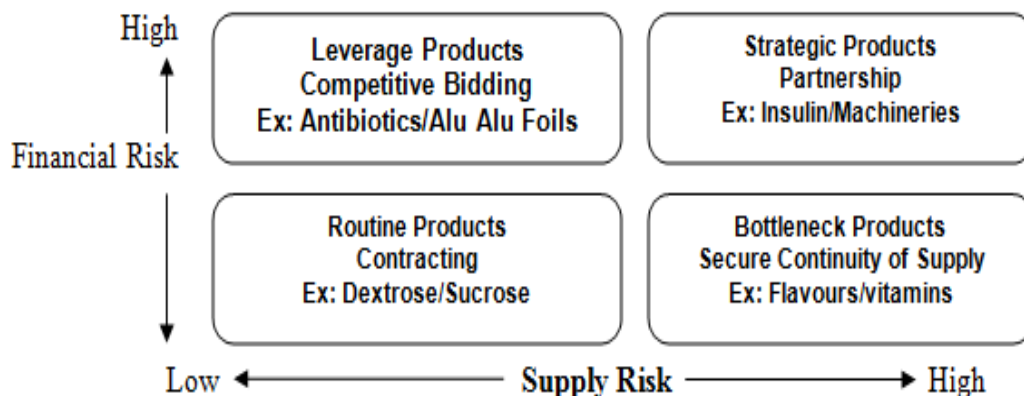 High
Leverage Products
Competitive Bidding
Ex: Antibiotics/Alu Alu Foils
Strategic Products
Partnership
Ex: Insulin/Machineries
Financial Risk
Routine Products
Contracting
Ex: Dextrose/Sucrose
Bottleneck Products
Secure Continuity of Supply
Ex: Flavours/vitamins
Low
Supply Risk
High